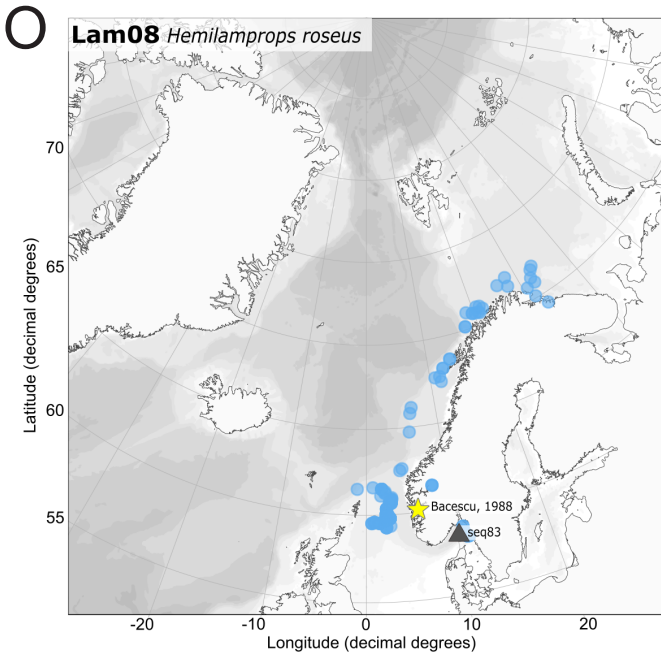 O
Lam08 Hemilamprops roseus
70
65
60
55
Latitude (decimal degrees)
Bacescu, 1988
seq83
-20 -10 0 10 20
Longitude (decimal degrees)